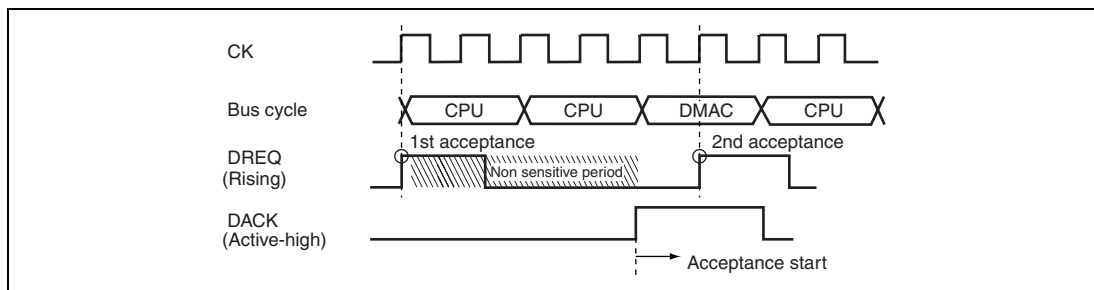 CK
Bus cycle
CPU
CPU
DMAC
CPU
1st acceptance
2nd acceptance
DREQ
(Rising)
Non sensitive period
DACK
(Active-high)
Acceptance start